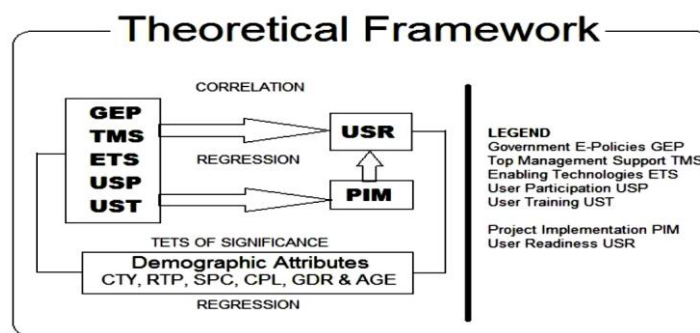 Theoretical Framework
CORRELATION
GEP
TMS
ETS
USP
UST
USR
REGRESSION
PIM
TETS OF SIGNIFICANCE
Demographic Attributes
CTY, RTP, SPC, CPL, GDR & AGE
REGRESSION
LEGEND
Government E-Policies GEP
Top Management Support TMS
Enabling Technologies ETS
User Participation USP
User Training UST
Project Implementation PIM
User Readiness USR